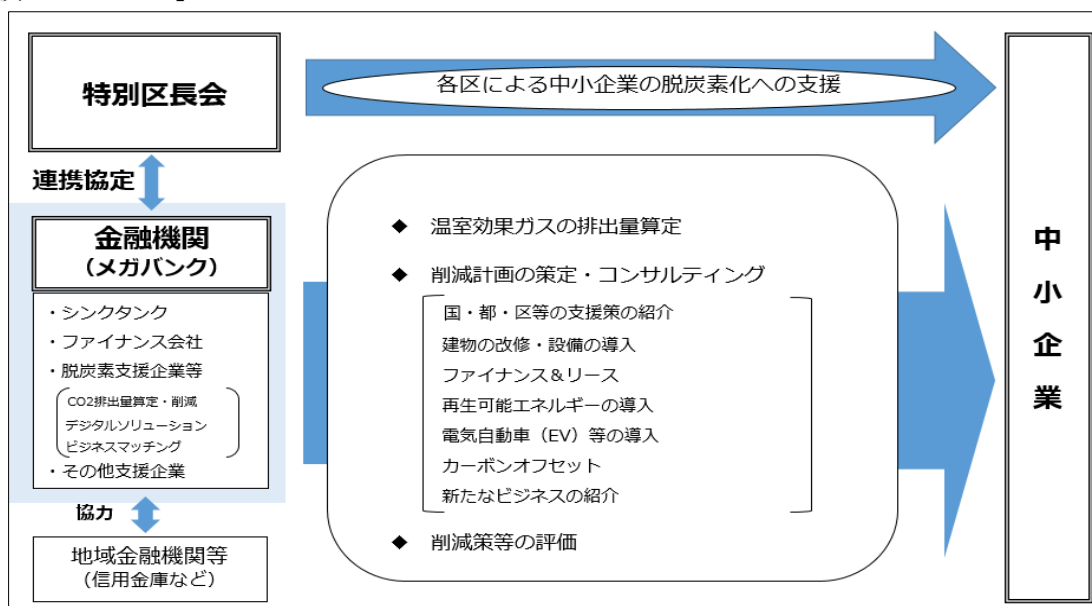 特別区長会
各区による中小企業の脱炭素化への支援
連携協定
金融機関
（メガバンク）
・シンクタンク
・ファイナンス会社
・脱炭素支援企業等
CO2排出量算定・削減
デジタルソリューション
ビジネスマッチング
・その他支援企業
協力
地域金融機関等
（信用金庫など）
◆ 温室効果ガスの排出量算定
◆ 削減計画の策定・コンサルティング
国・都・区等の支援策の紹介
建物の改修・設備の導入
ファイナンス＆リース
再生可能エネルギーの導入
電気自動車（EV）等の導入
カーボンオフセット
新たなビジネスの紹介
◆ 削減策等の評価
中小企業